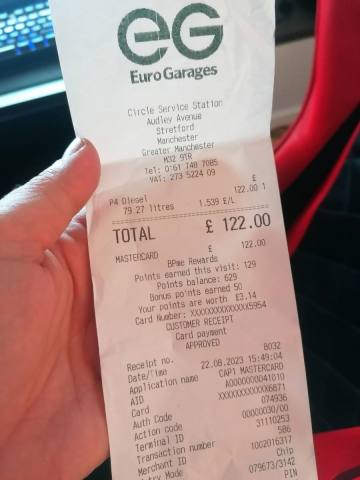 eG
Euro Garages
Circle Service Station
Audley Avenue
Stretford
Manchester
Greater Manchester
M32 9TR
Tel: 0161 748 7085
VAT: 273 5224 09
£
P4 Diesel 122.00 1
79.27 litres 1.539 £/L
TOTAL £ 122.00
£
MASTERCARD 122.00
BPme Rewards
Points earned this visit: 129
Points balance: 629
Bonus points earned 50
Your points are worth £3.14
Card Number: XXXXXXXXXXXXXX5954
CUSTOMER RECEIPT
Card payment
APPROVED
Receipt no. 8032
Date/Time 22.08.2023 15:49:04
Application name CAP1 MASTERCARD
AID A0000000041010
Card XXXXXXXXXXXX6871
Auth Code 074936
Action code 00000030/00
Terminal ID 31110253
Transaction number 586
Merchant ID 1002016317
Entry Mode Chip
079673/3142
PIN